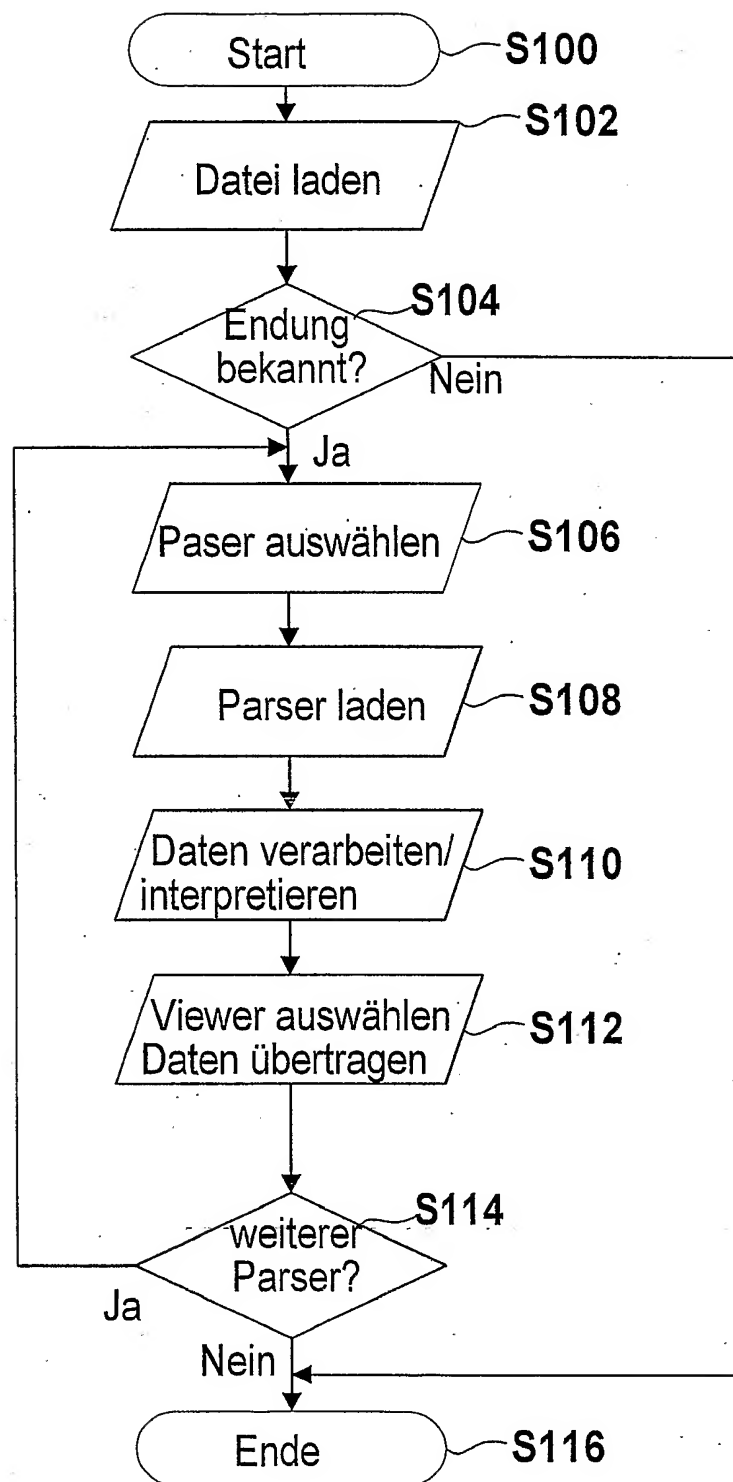 Start
S100
S102
Datei laden
S104
Endung
bekannt?
Nein
Ja
Paser auswählen
S106
Parser laden
S108
Daten verarbeiten/
interpretieren
S110
Viewer auswählen
Daten übertragen
S112
S114
weiterer
Parser?
Ja
Nein
Ende
S116